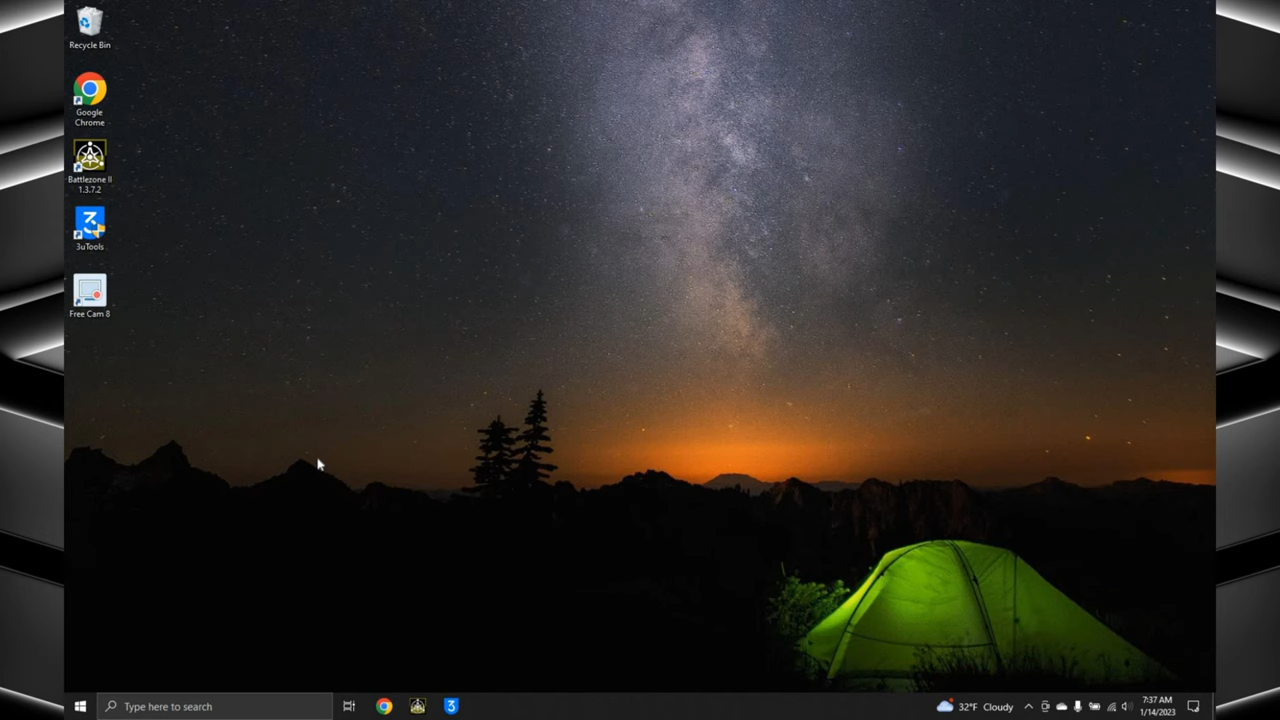 Recycle Bin
Google
Chrome
Battlezone II
1.3.7.2
3uTools
Free Cam 8
Type here to search
3
32°F Cloudy
7:37 AM
1/14/2023